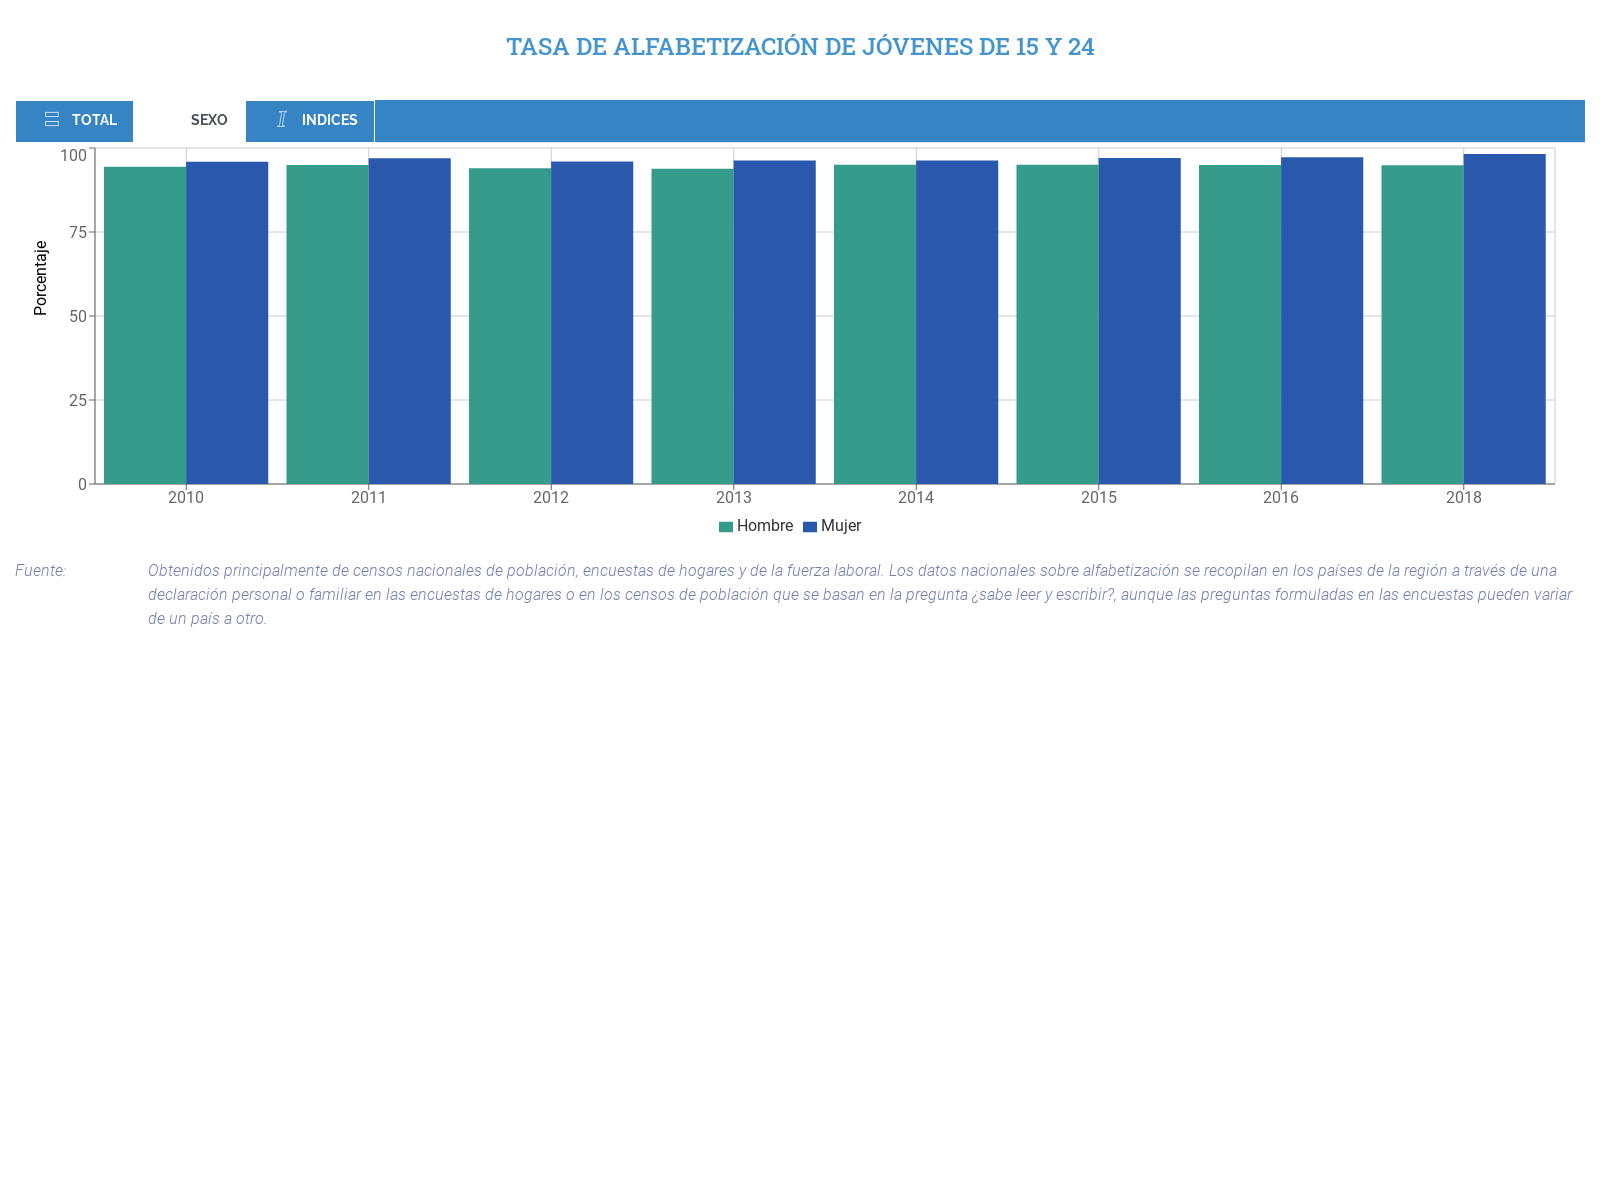 TASA DE ALFABETIZACIÓN DE JÓVENES DE 15 Y 24
TOTAL SEXO INDICES
Porcentaje
100
75
50
25
0
2010 2011 2012 2013 2014 2015 2016 2018
Hombre Mujer
Fuente: Obtenidos principalmente de censos nacionales de población, encuestas de hogares y de la fuerza laboral. Los datos nacionales sobre alfabetización se recopilan en los países de la región a través de una
declaración personal o familiar en las encuestas de hogares o en los censos de población que se basan en la pregunta ¿sabe leer y escribir?, aunque las preguntas formuladas en las encuestas pueden variar
de un país a otro.